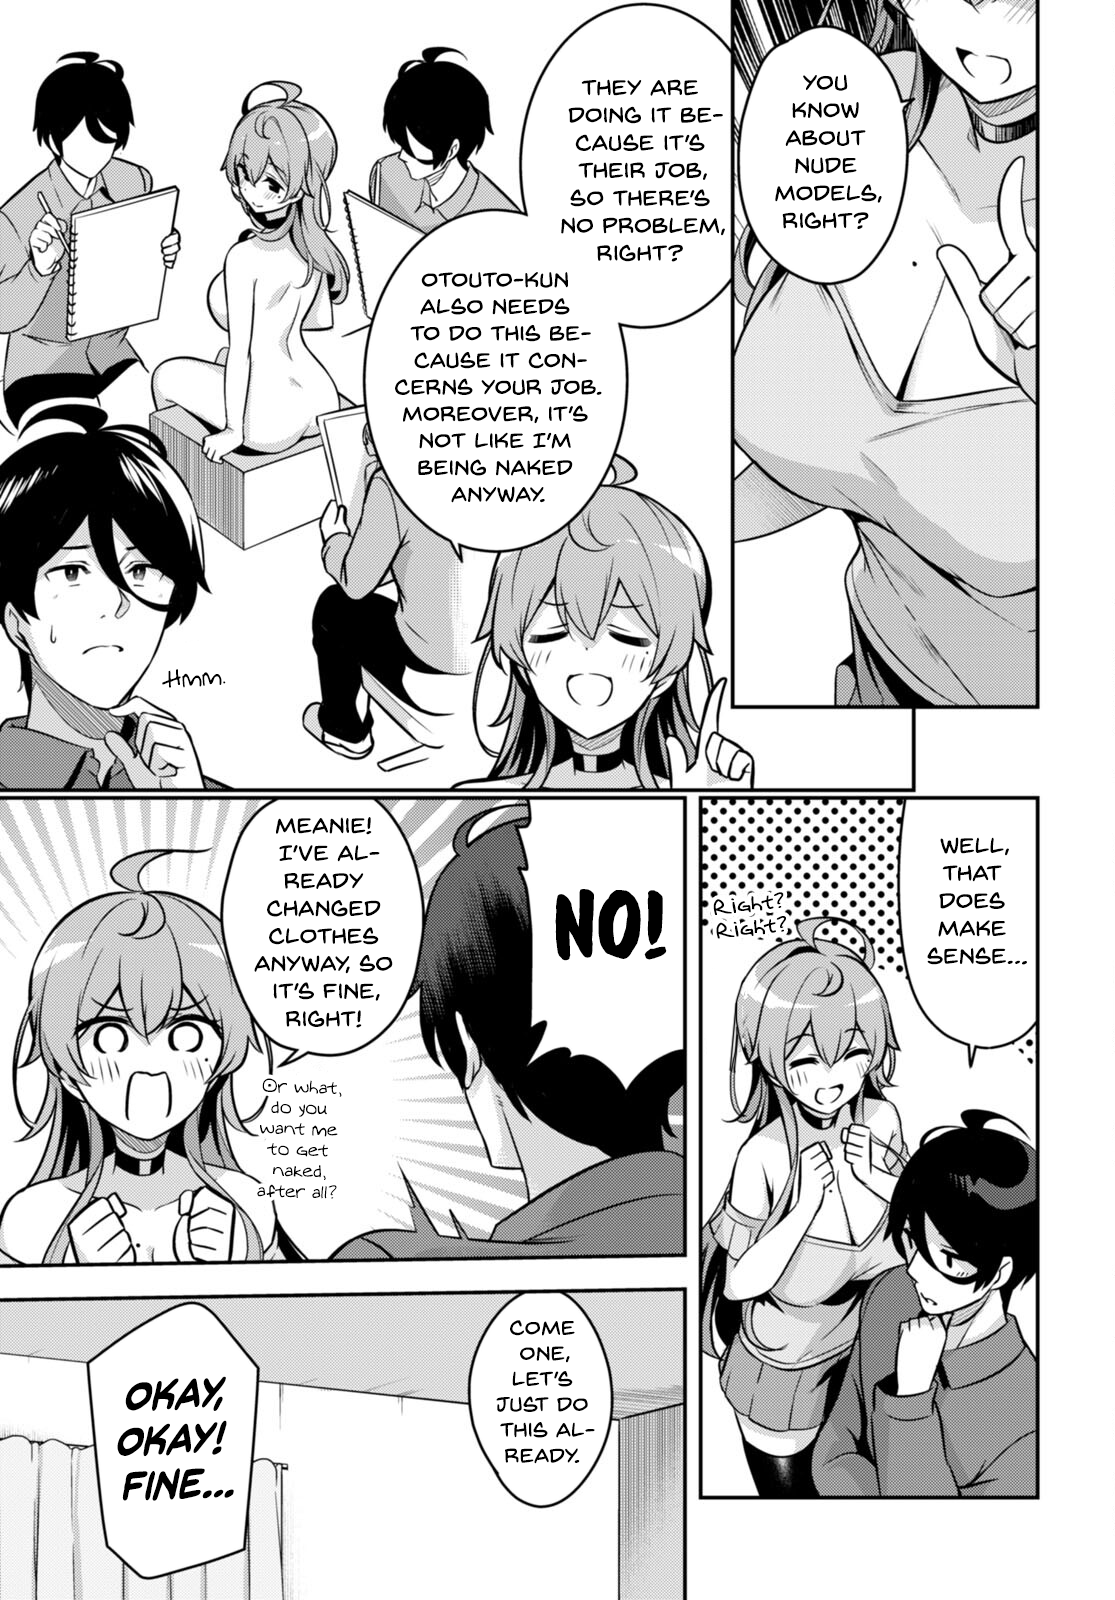 YOU
KNOW
ABOUT
NUDE
MODELS,
RIGHT?
THEY ARE
DOING IT BE-
CAUSE IT'S
THEIR JOB,
SO THERE'S
NO PROBLEM,
RIGHT?
OTOUTO-KUN
ALSO NEEDS
TO DO THIS BE-
CAUSE IT CON-
CERNS YOUR JOB.
MOREOVER, IT'S
NOT LIKE I'M
BEING NAKED
ANYWAY.
Hmm.
WELL,
THAT
DOES
MAKE
SENSE...
Right?
Right?
NO!
MEANIE!
I'VE AL-
READY
CHANGED
CLOTHES
ANYWAY, SO
IT'S FINE,
RIGHT!
Or what,
do you
want me
to get
naked,
after all?
COME
ONE,
LET'S
JUST DO
THIS AL-
READY.
OKAY,
OKAY!
FINE...